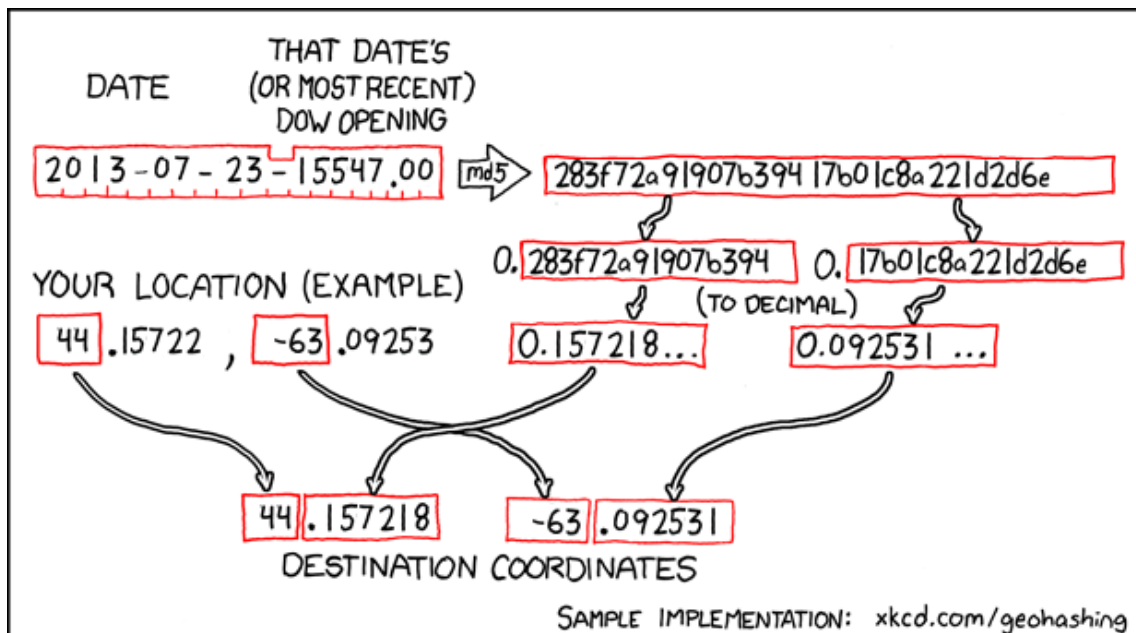 DATE
THAT DATE'S
(OR MOST RECENT)
DOW OPENING
2013-07-23-15547.00
md5
283f72a91907b39417b01c8a221d2d6e
0.283f72a91907b394
0.17b01c8a221d2d6e
(TO DECIMAL)
YOUR LOCATION (EXAMPLE)
44.15722, -63.09253
0.157218...
0.092531...
44.157218
-63.092531
DESTINATION COORDINATES
SAMPLE IMPLEMENTATION: xkcd.com/geohashing